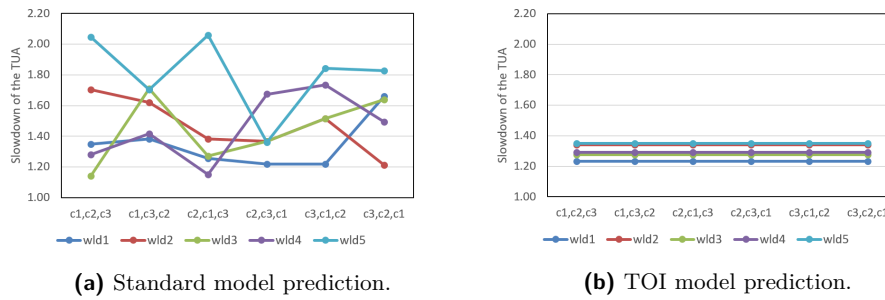 2.20
2.00
1.80
1.60
1.40
1.20
1.00
Slowdown of the TUA
c1,c2,c3 c1,c3,c2 c2,c1,c3 c2,c3,c1 c3,c1,c2 c3,c2,c1
wld1 wld2 wld3 wld4 wld5
(a) Standard model prediction.
2.20
2.00
1.80
1.60
1.40
1.20
1.00
Slowdown of the TUA
c1,c2,c3 c1,c3,c2 c2,c1,c3 c2,c3,c1 c3,c1,c2 c3,c2,c1
wld1 wld2 wld3 wld4 wld5
(b) TOI model prediction.